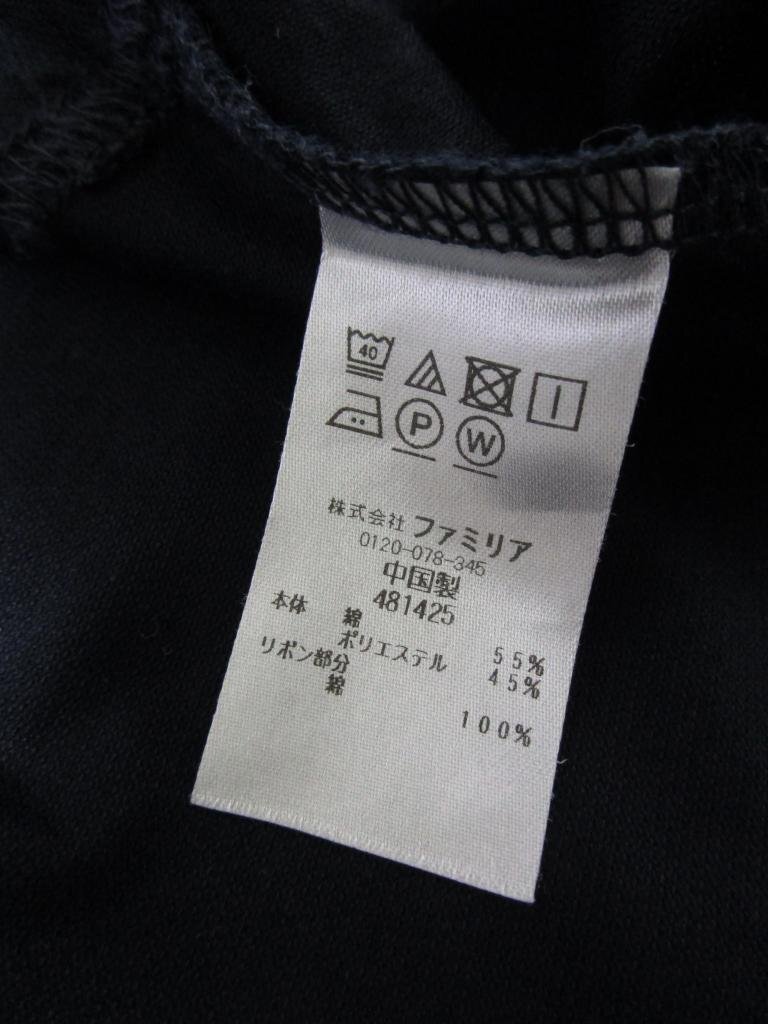 40
P W
株式会社 ファミリア
0120-078-345
中国製
481425
本体 綿 55%
ポリエステル 45%
リボン部分
綿 100%